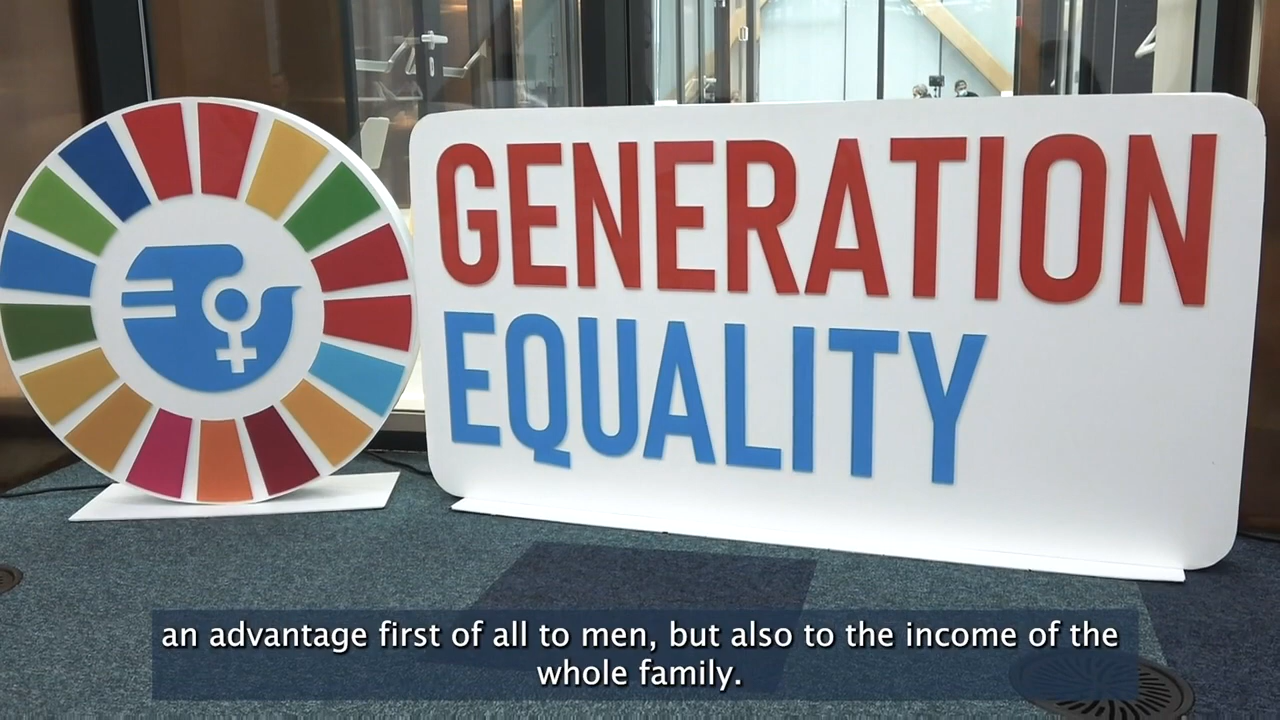 GENERATION
EQUALITY
an advantage first of all to men, but also to the income of the
whole family.